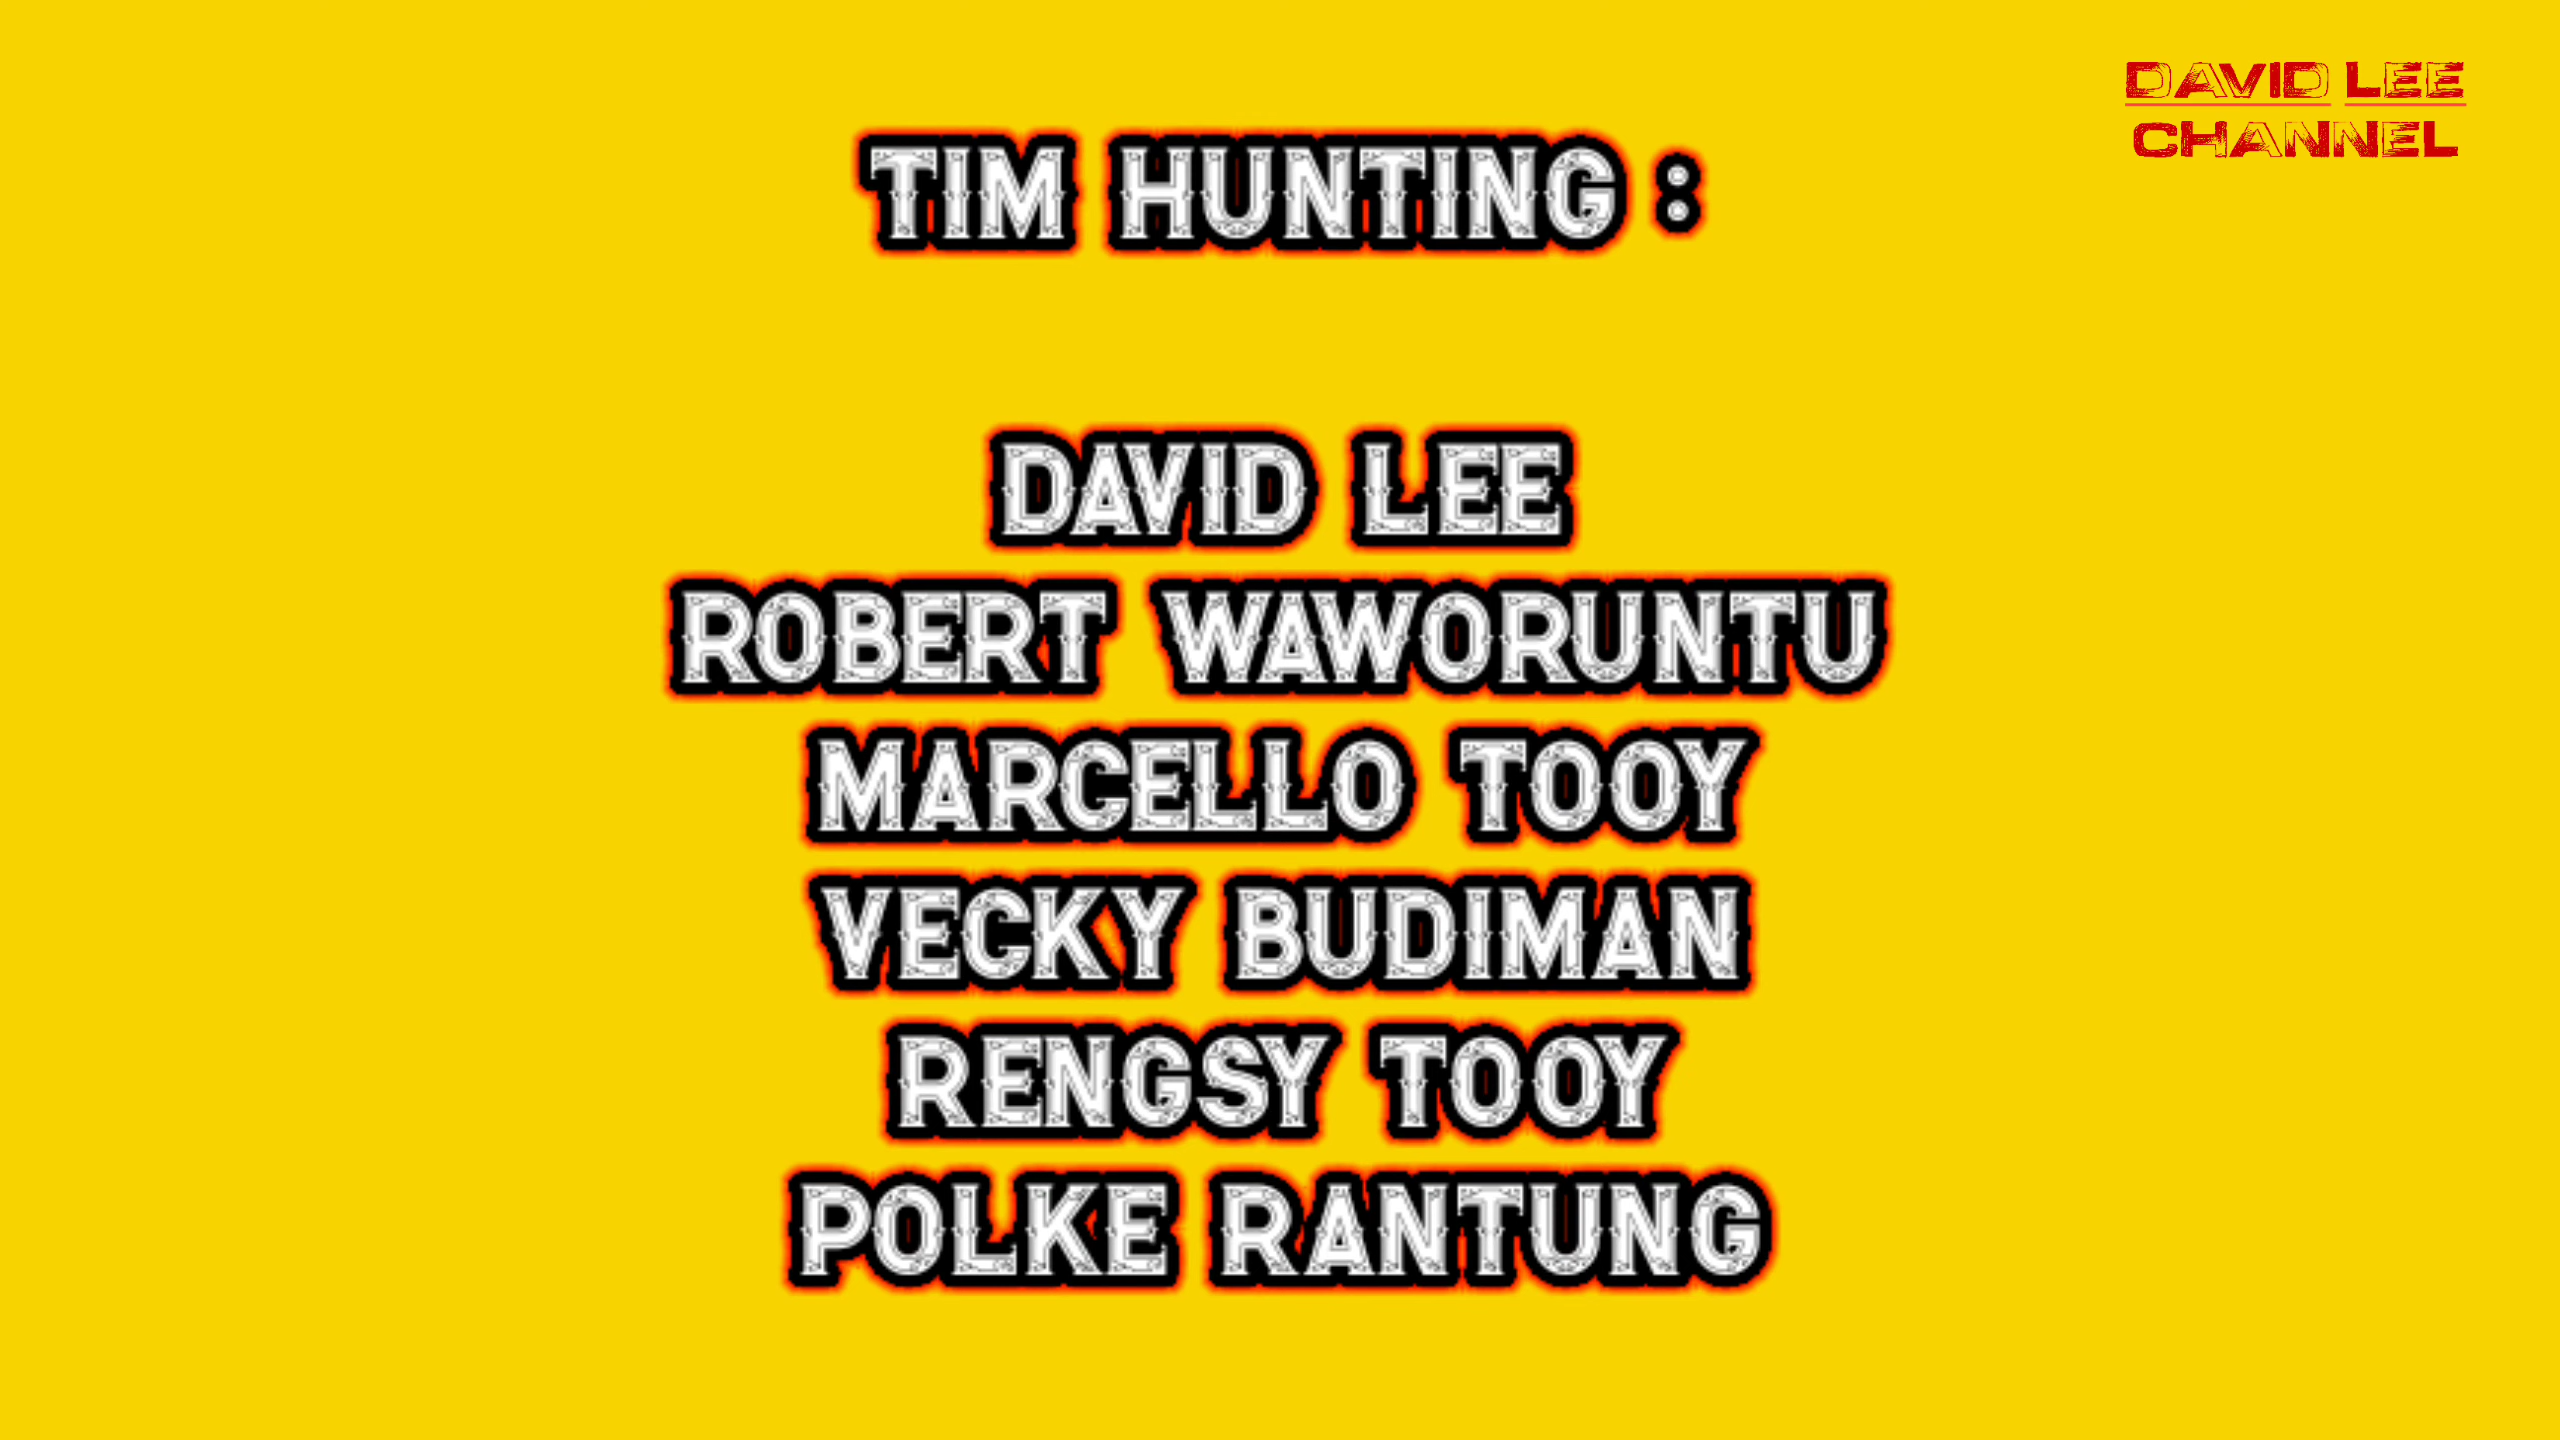 DAVID LEE
CHANNEL
TIM HUNTING :
DAVID LEE
ROBERT WAWORUNTU
MARCELLO TOOY
VECKY BUDIMAN
RENGSY TOOY
POLKE RANTUNG